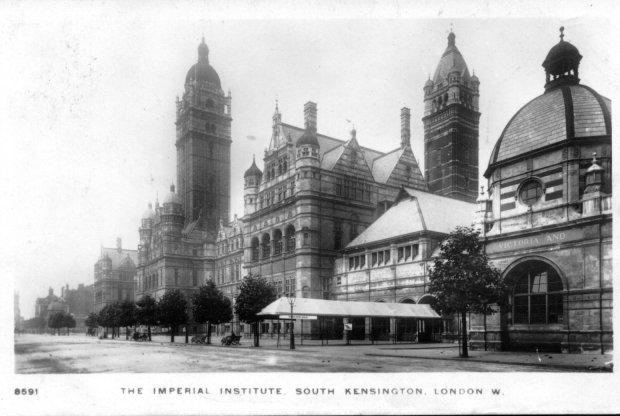 VICTORIA AND
8591 THE IMPERIAL INSTITUTE. SOUTH KENSINGTON, LONDON W.